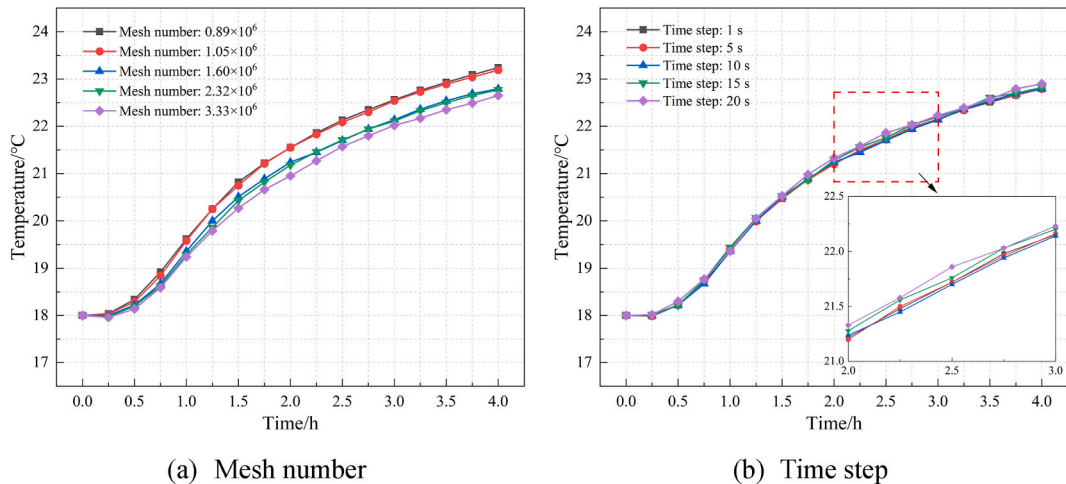 24
23
22
21
20
19
18
17
Temperature/°C
Mesh number: 0.89×10⁶
Mesh number: 1.05×10⁶
Mesh number: 1.60×10⁶
Mesh number: 2.32×10⁶
Mesh number: 3.33×10⁶
0.0 0.5 1.0 1.5 2.0 2.5 3.0 3.5 4.0
Time/h
(a) Mesh number
24
23
22
21
20
19
18
17
Temperature/°C
Time step: 1 s
Time step: 5 s
Time step: 10 s
Time step: 15 s
Time step: 20 s
22.5
22.0
21.5
21.0
2.0 2.5 3.0
0.0 0.5 1.0 1.5 2.0 2.5 3.0 3.5 4.0
Time/h
(b) Time step